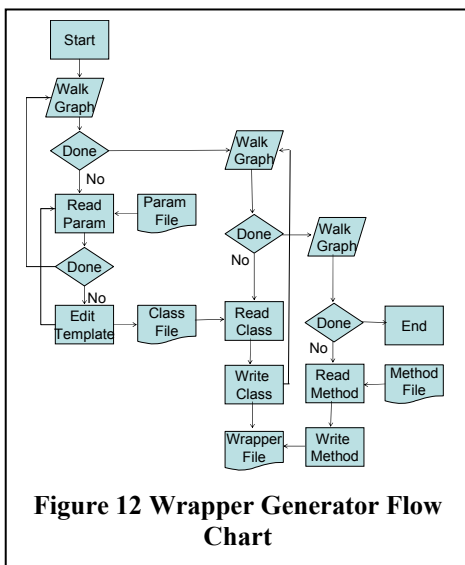 Start
Walk
Graph
Done
No
Read
Param
Param
File
Done
No
Edit
Template
Class
File
Walk
Graph
Done
No
Read
Class
Write
Class
Wrapper
File
Walk
Graph
Done
End
No
Read
Method
Method
File
Write
Method
Figure 12 Wrapper Generator Flow
Chart